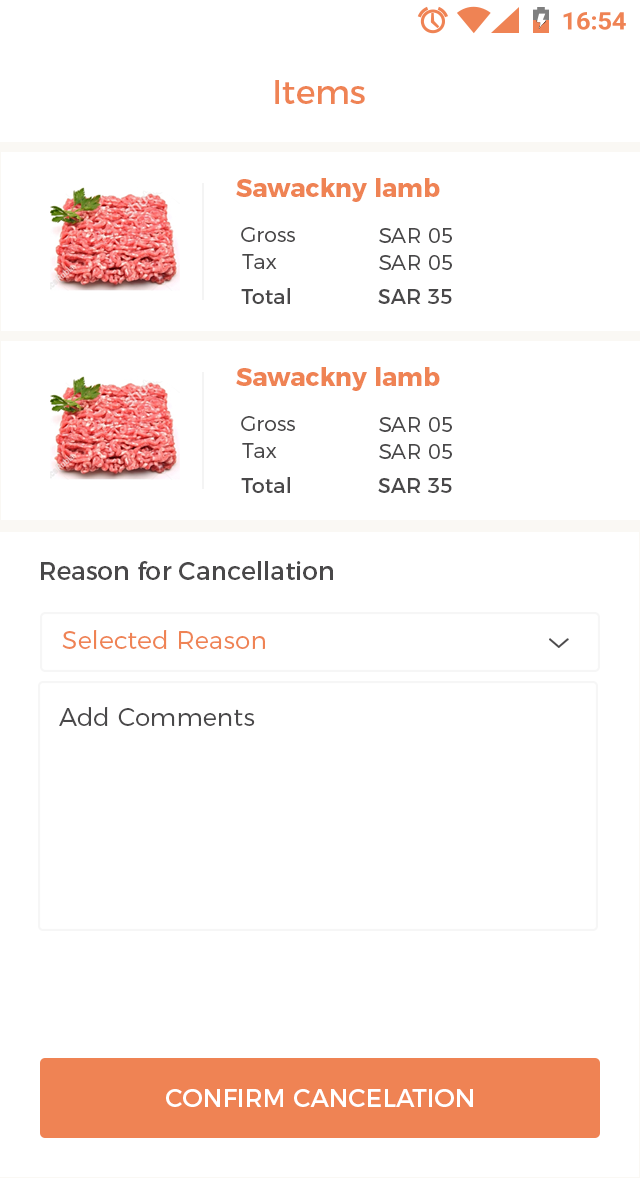 16:54
Items
Sawackny lamb
Gross SAR 05
Tax SAR 05
Total SAR 35
Sawackny lamb
Gross SAR 05
Tax SAR 05
Total SAR 35
Reason for Cancellation
Selected Reason
Add Comments
CONFIRM CANCELATION